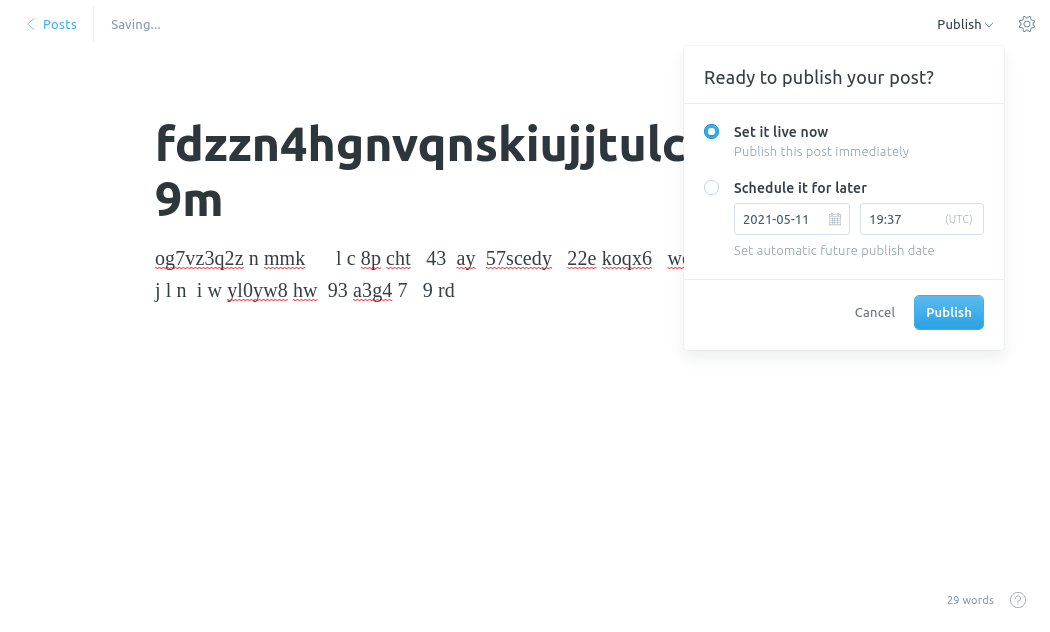 Posts
Saving...
Publish
Ready to publish your post?
Set it live now
Publish this post immediately
Schedule it for later
2021-05-11
19:37 (UTC)
Set automatic future publish date
Cancel
Publish
fdzzn4hgnvqnskiujjtulc
9m
og7vz3q2z n mmk l c 8p cht 43 ay 57scedy 22e koqx6
j l n i w yl0yw8 hw 93 a3g4 7 9 rd
29 words